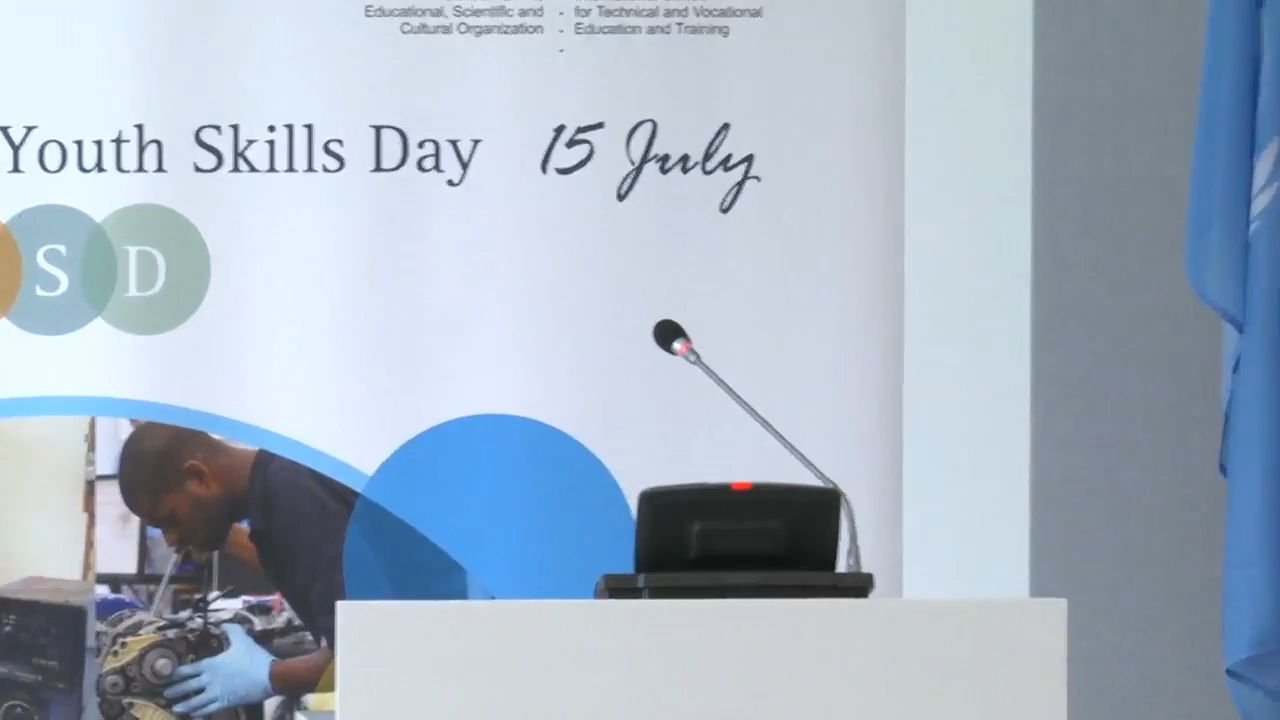 Educational, Scientific and
Cultural Organization
for Technical and Vocational
Education and Training
Youth Skills Day 15 July
S D